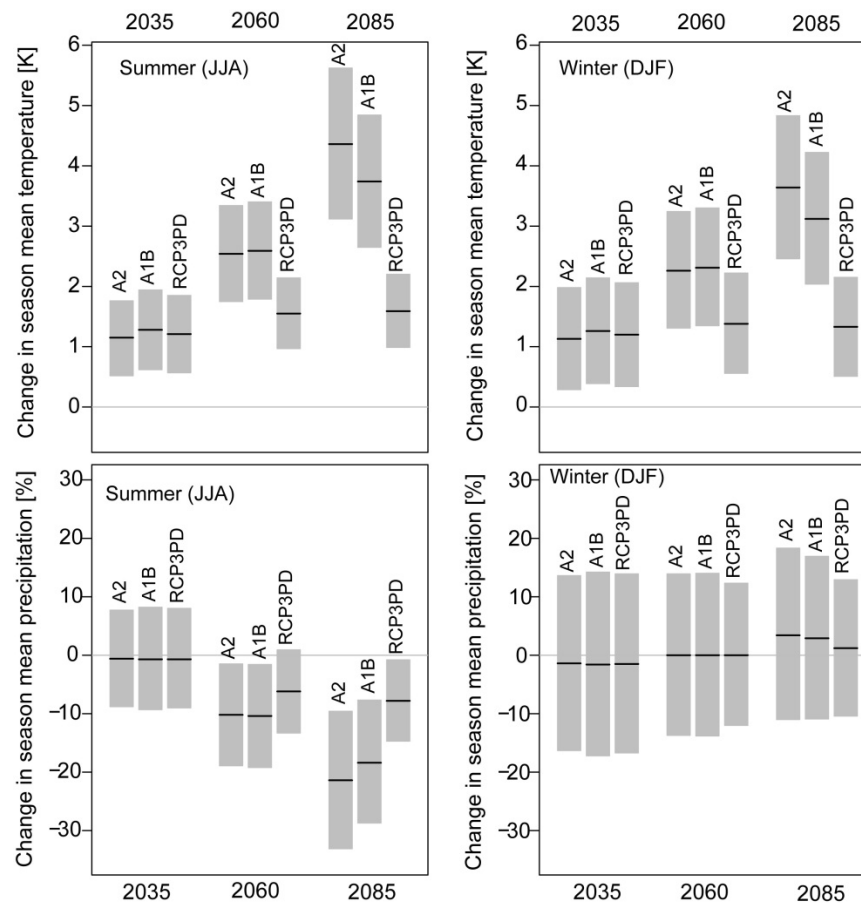 2035 2060 2085
2035 2060 2085
Change in season mean temperature [K]
6
5
4
3
2
1
0
Summer (JJA)
A2
A1B
RCP3PD
A2
A1B
RCP3PD
A2
A1B
RCP3PD
Change in season mean temperature [K]
6
5
4
3
2
1
0
Winter (DJF)
A2
A1B
RCP3PD
A2
A1B
RCP3PD
A2
A1B
RCP3PD
Change in season mean precipitation [%]
30
20
10
0
−10
−20
−30
Summer (JJA)
A2
A1B
RCP3PD
A2
A1B
RCP3PD
A2
A1B
RCP3PD
Change in season mean precipitation [%]
30
20
10
0
−10
−20
−30
Winter (DJF)
A2
A1B
RCP3PD
A2
A1B
RCP3PD
A2
A1B
RCP3PD
2035 2060 2085
2035 2060 2085